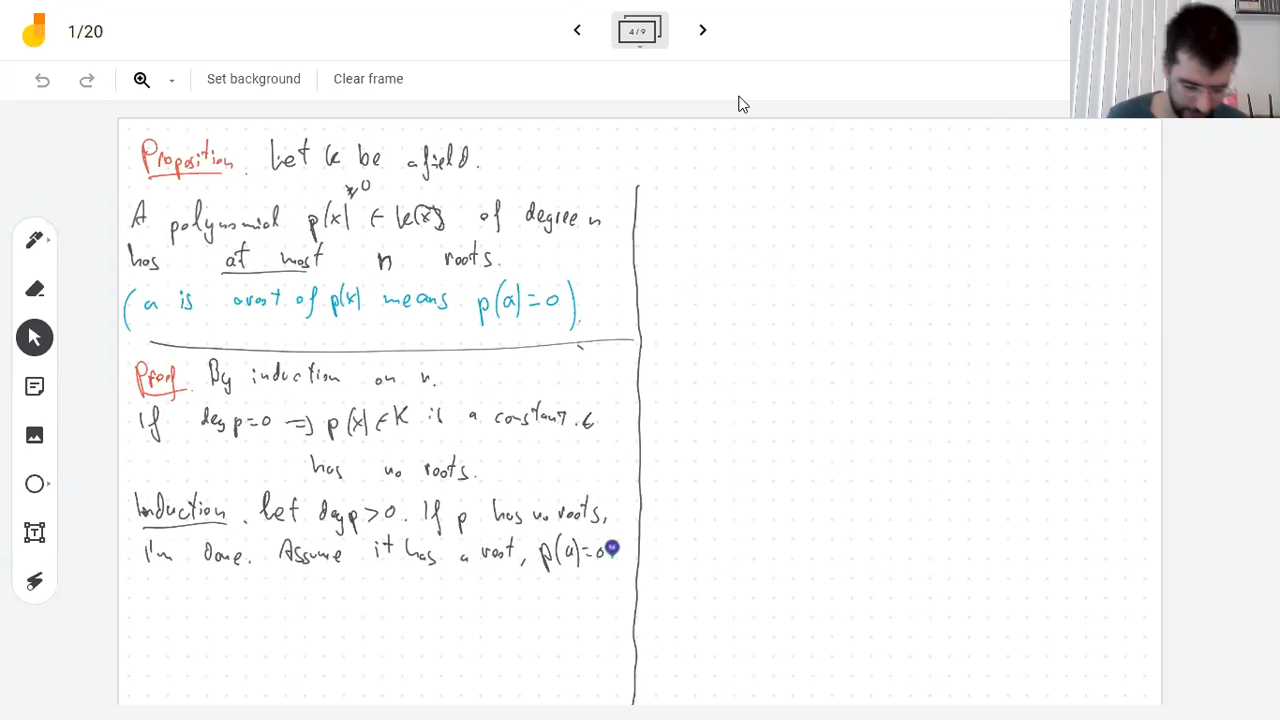 1/20
4/9
Set background
Clear frame
Proposition. Let K be a field.
≠0
A polynomial p(x) ∈ K[x] of degree n
has at most n roots.
(a is a root of p(x) means p(a)=0).
Proof. By induction on n.
If deg p=0 => p(x) ∈ K is a constant. &
has no roots.
Induction. Let deg p>0. If p has no roots,
I'm done. Assume it has a root, p(a)=0